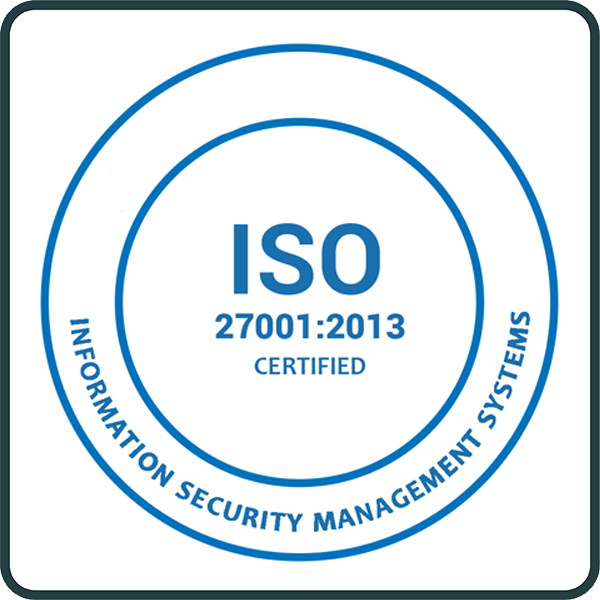 ISO
27001:2013
CERTIFIED
INFORMATION SECURITY MANAGEMENT SYSTEMS